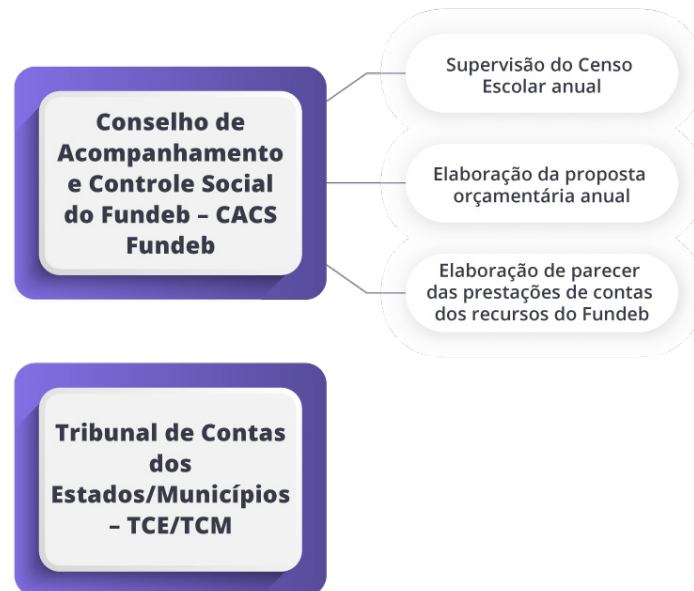 Conselho de
Acompanhamento
e Controle Social
do Fundeb – CACS
Fundeb
Supervisão do Censo
Escolar anual
Elaboração da proposta
orçamentária anual
Elaboração de parecer
das prestações de contas
dos recursos do Fundeb
Tribunal de Contas
dos
Estados/Municípios
– TCE/TCM